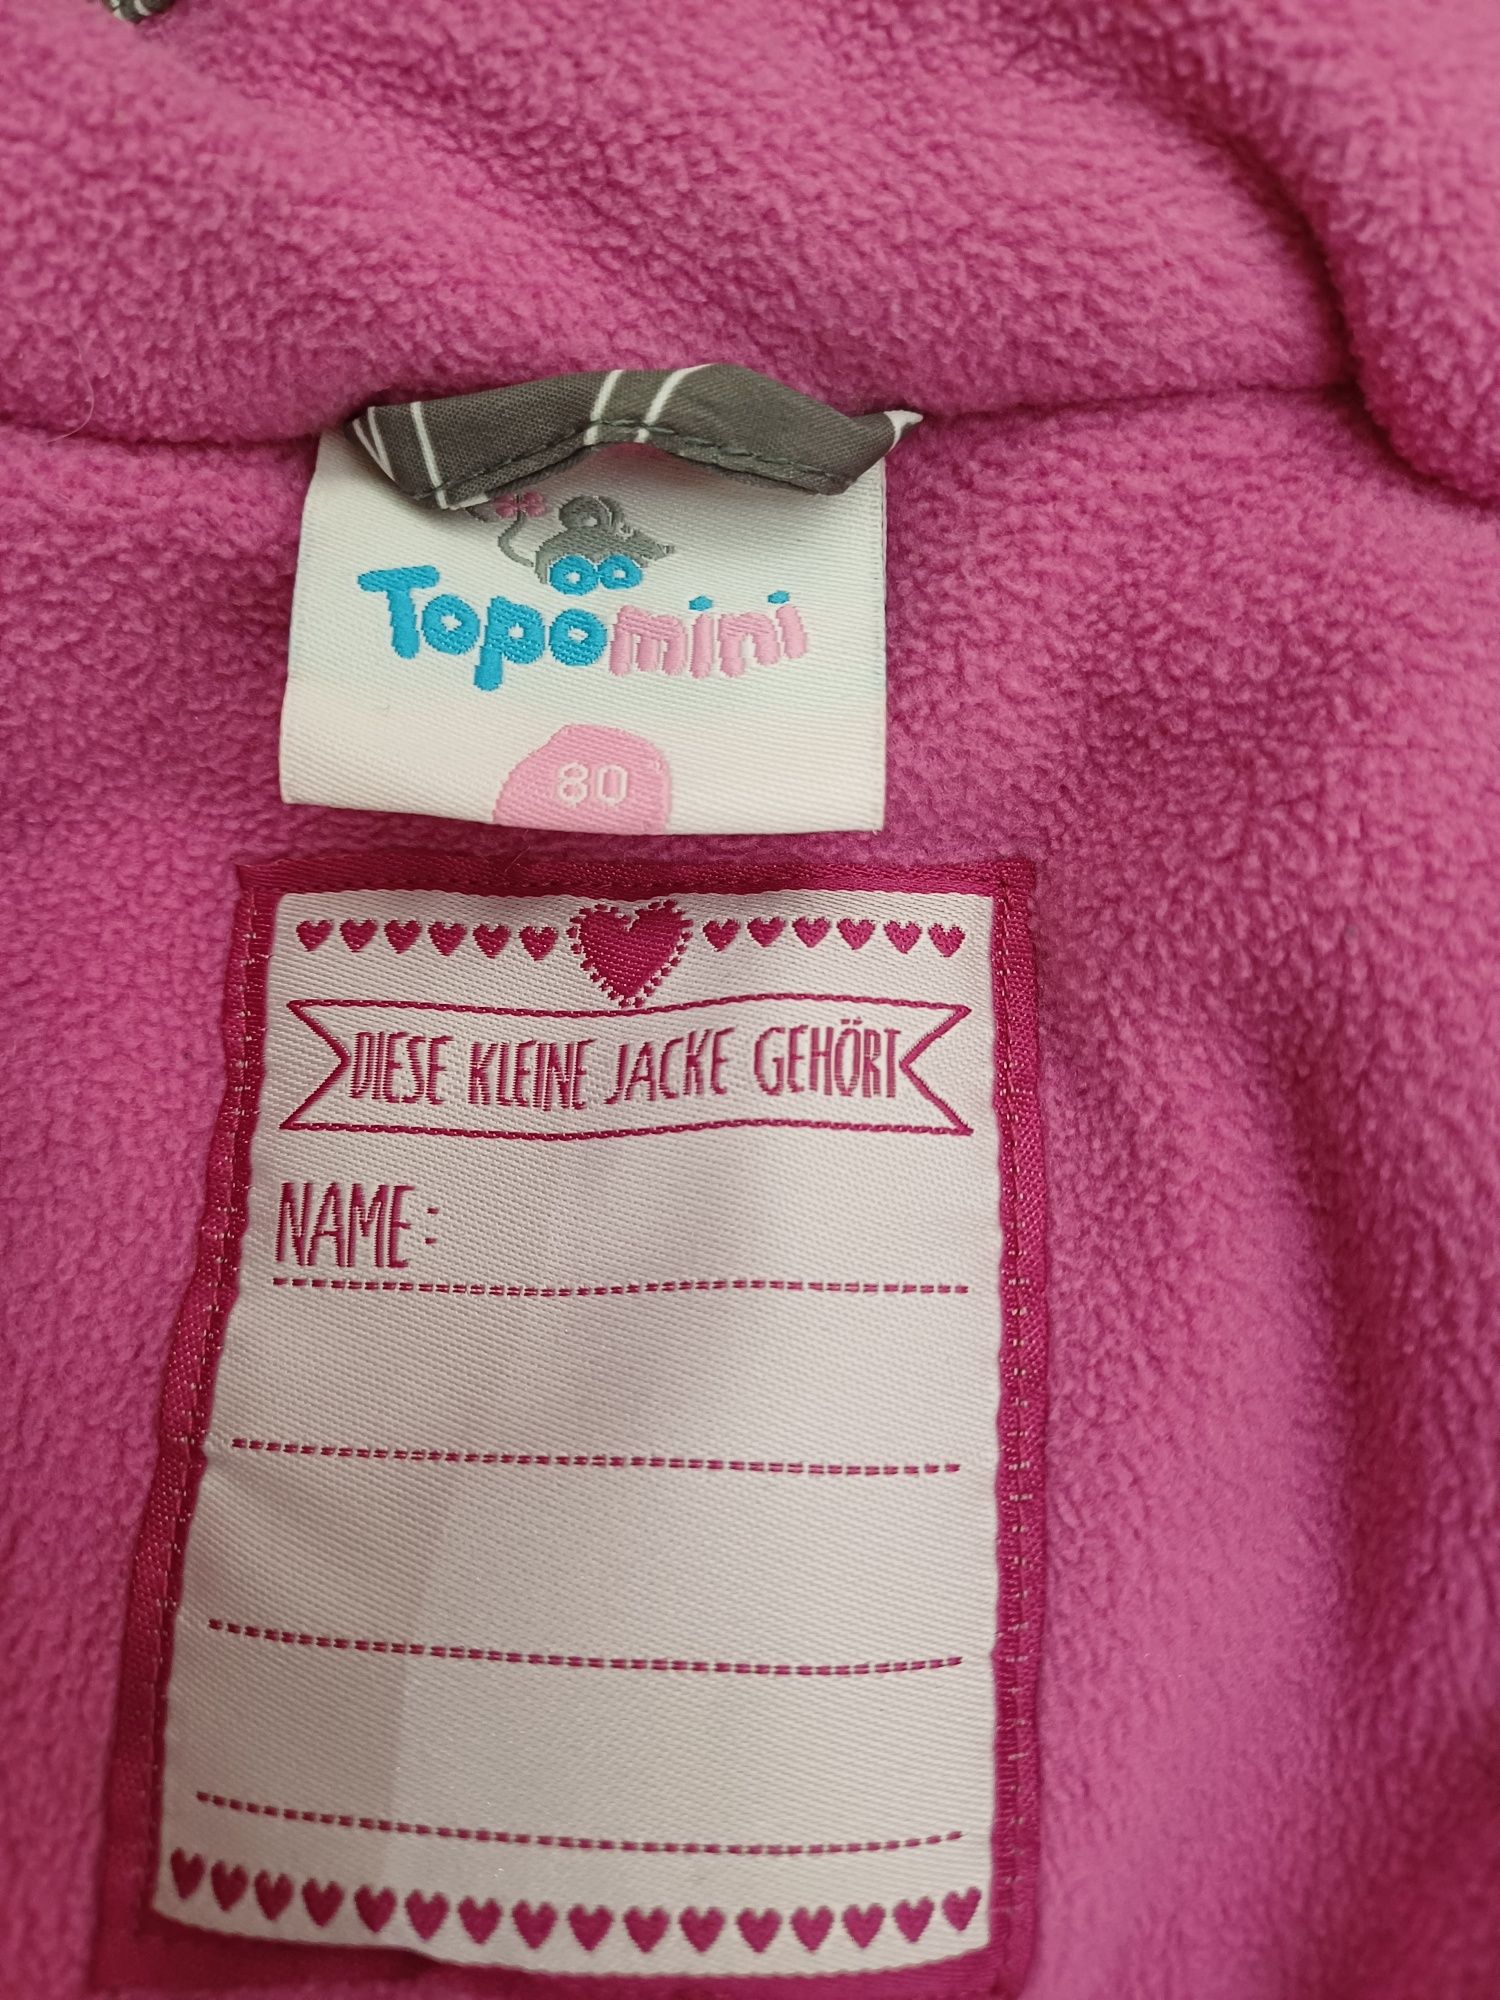 Topomini
80
DIESE KLEINE JACKE GEHÖRT
NAME: